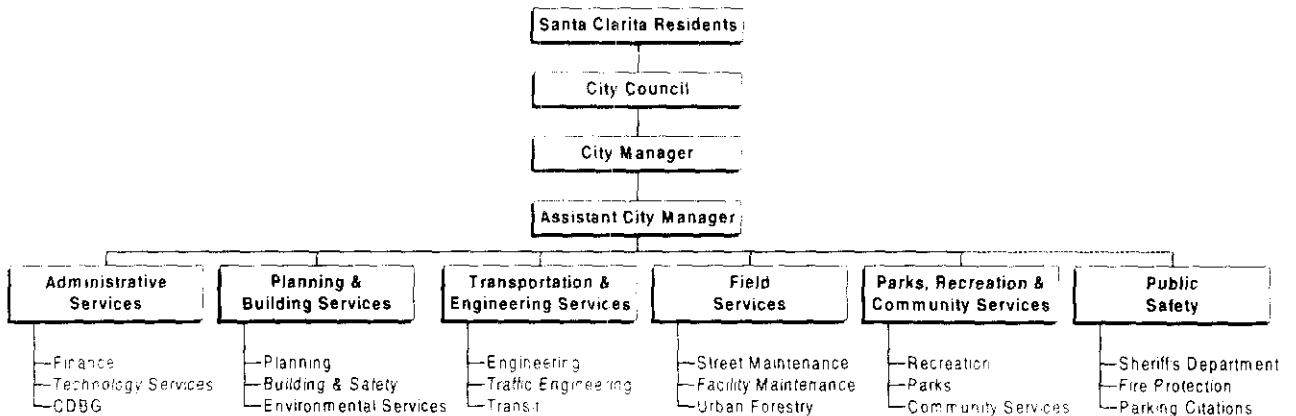 Santa Clarita Residents
City Council
City Manager
Assistant City Manager
Administrative
Services
Finance
Technology Services
CDBG
Planning &
Building Services
Planning
Building & Safety
Environmental Services
Transportation &
Engineering Services
Engineering
Traffic Engineering
Transit
Field
Services
Street Maintenance
Facility Maintenance
Urban Forestry
Parks, Recreation &
Community Services
Recreation
Parks
Community Services
Public
Safety
Sheriff's Department
Fire Protection
Parking Citations